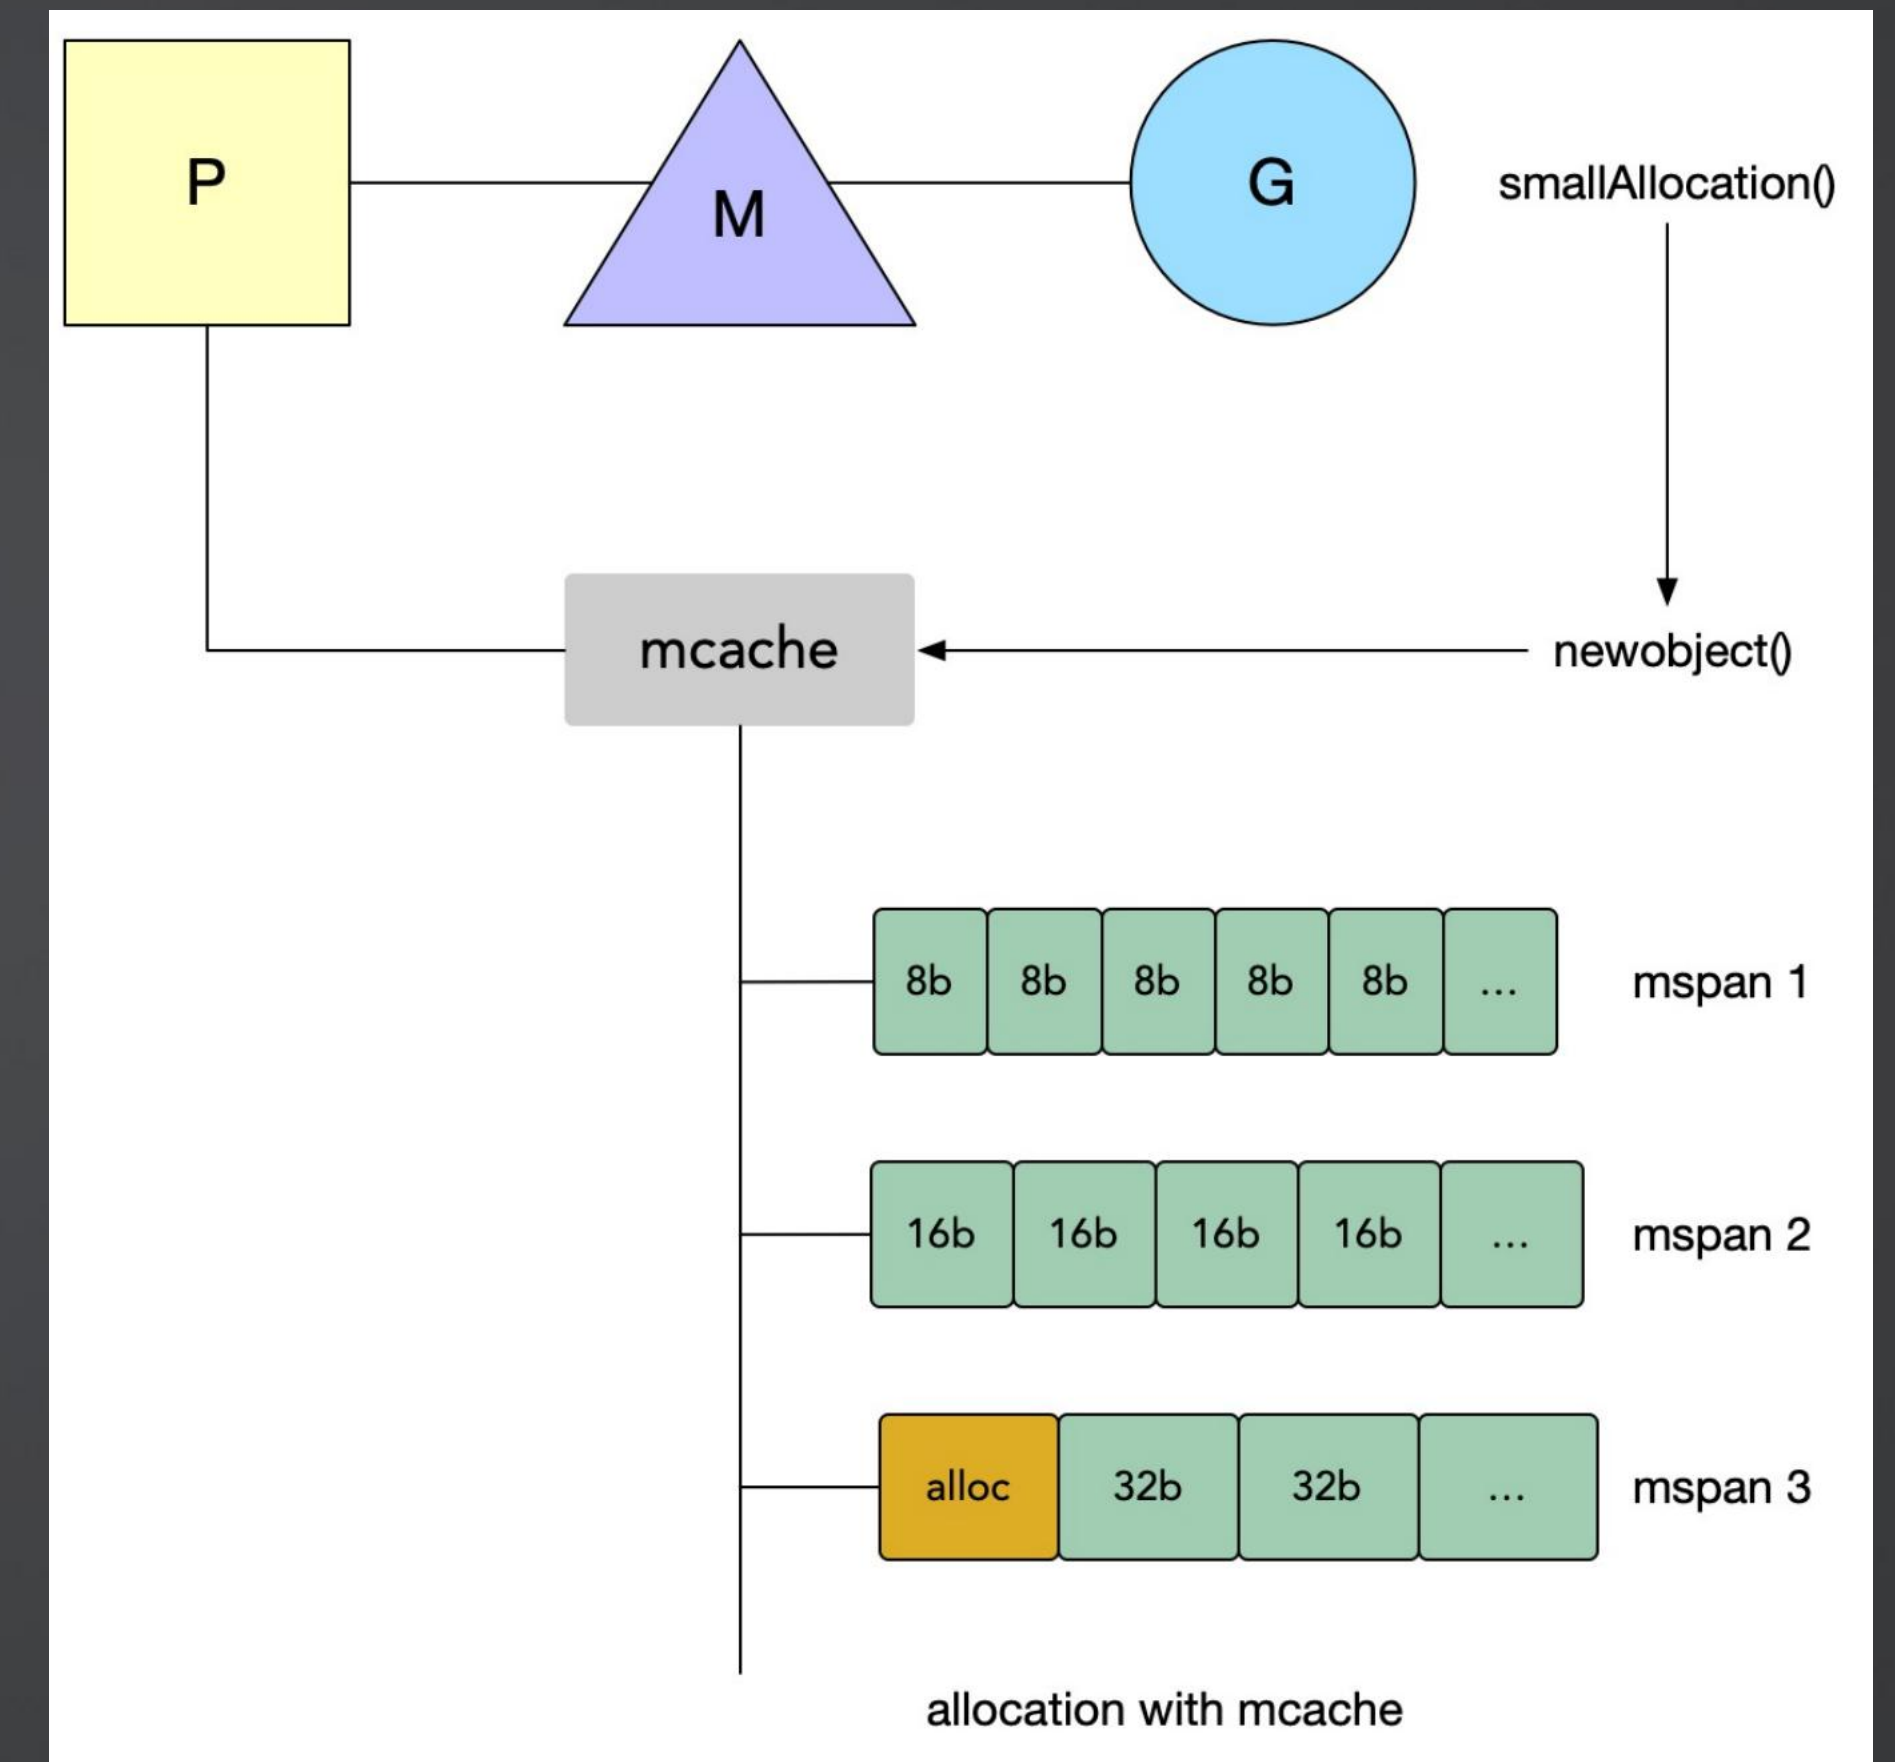 P
M
G
smallAllocation()
mcache
newobject()
8b 8b 8b 8b 8b ... mspan 1
16b 16b 16b 16b ... mspan 2
alloc 32b 32b ... mspan 3
allocation with mcache